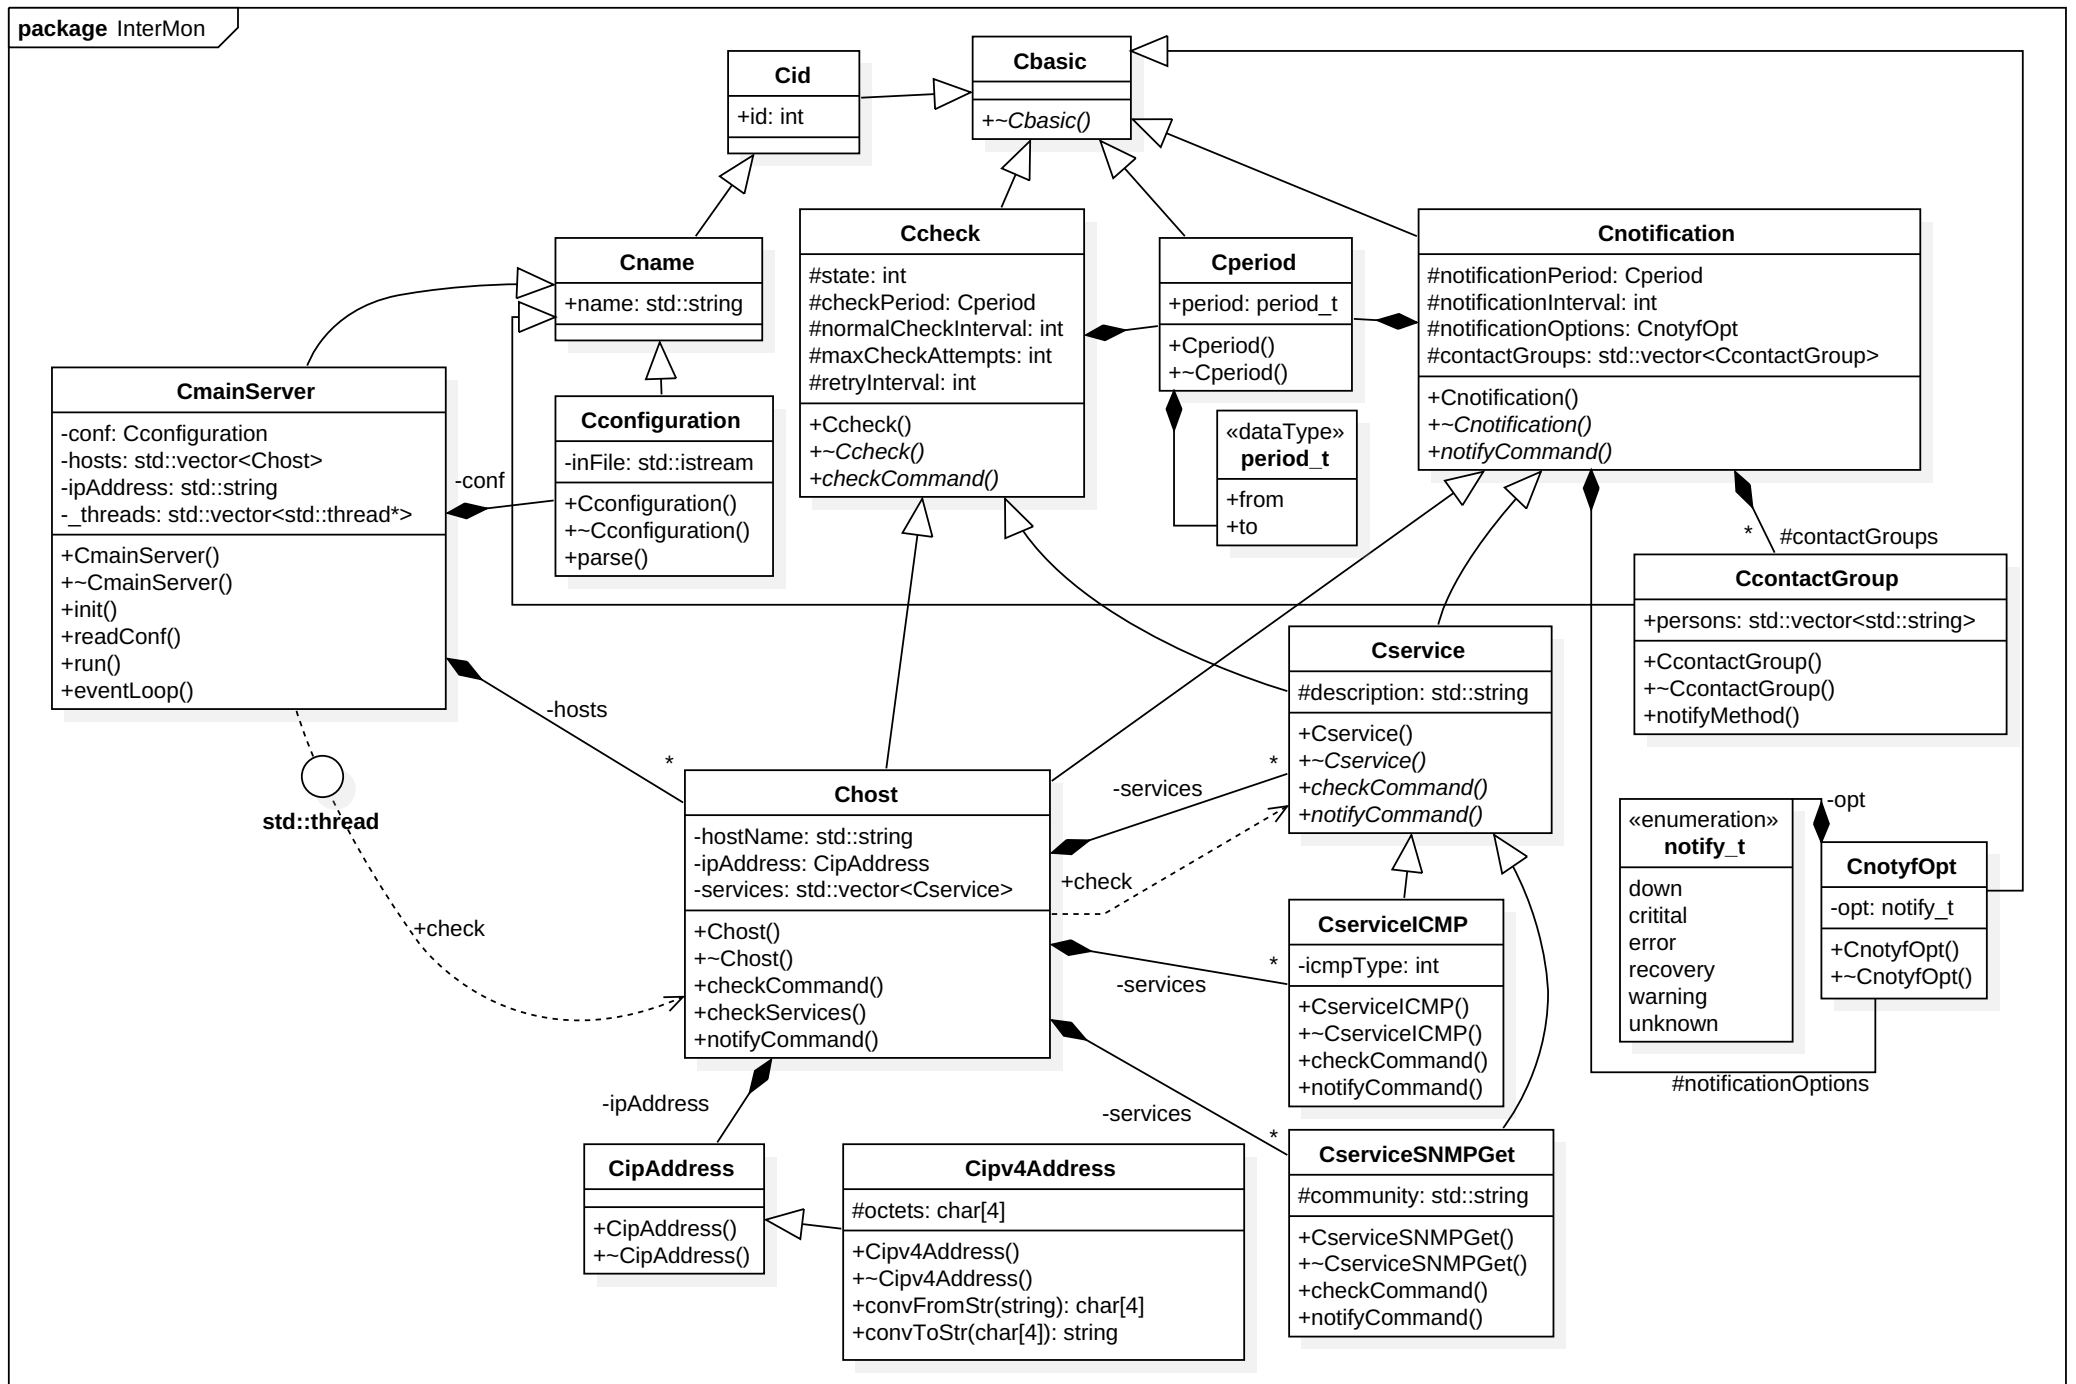 package InterMon
Cid
+id: int
Cbasic
+~Cbasic()
Cname
+name: std::string
Ccheck
#state: int
#checkPeriod: Cperiod
#normalCheckInterval: int
#maxCheckAttempts: int
#retryInterval: int
+Ccheck()
+~Ccheck()
+checkCommand()
Cperiod
+period: period_t
+Cperiod()
+~Cperiod()
Cnotification
#notificationPeriod: Cperiod
#notificationInterval: int
#notificationOptions: CnotyfOpt
#contactGroups: std::vector<CcontactGroup>
+Cnotification()
+~Cnotification()
+notifyCommand()
CmainServer
-conf: Cconfiguration
-hosts: std::vector<Chost>
-ipAddress: std::string
-_threads: std::vector<std::thread*>
+CmainServer()
+~CmainServer()
+init()
+readConf()
+run()
+eventLoop()
-conf
Cconfiguration
-inFile: std::istream
+Cconfiguration()
+~Cconfiguration()
+parse()
«dataType»
period_t
+from
+to
*
#contactGroups
CcontactGroup
+persons: std::vector<std::string>
+CcontactGroup()
+~CcontactGroup()
+notifyMethod()
-hosts
*
std::thread
+check
Cservice
#description: std::string
+Cservice()
+~Cservice()
+checkCommand()
+notifyCommand()
Chost
-hostName: std::string
-ipAddress: CipAddress
-services: std::vector<Cservice>
+Chost()
+~Chost()
+checkCommand()
+checkServices()
+notifyCommand()
-services
*
+check
-services
*
-services
*
«enumeration»
notify_t
down
critital
error
recovery
warning
unknown
-opt
CnotyfOpt
-opt: notify_t
+CnotyfOpt()
+~CnotyfOpt()
#notificationOptions
CserviceICMP
-icmpType: int
+CserviceICMP()
+~CserviceICMP()
+checkCommand()
+notifyCommand()
-ipAddress
CipAddress
+CipAddress()
+~CipAddress()
Cipv4Address
#octets: char[4]
+Cipv4Address()
+~Cipv4Address()
+convFromStr(string): char[4]
+convToStr(char[4]): string
CserviceSNMPGet
#community: std::string
+CserviceSNMPGet()
+~CserviceSNMPGet()
+checkCommand()
+notifyCommand()